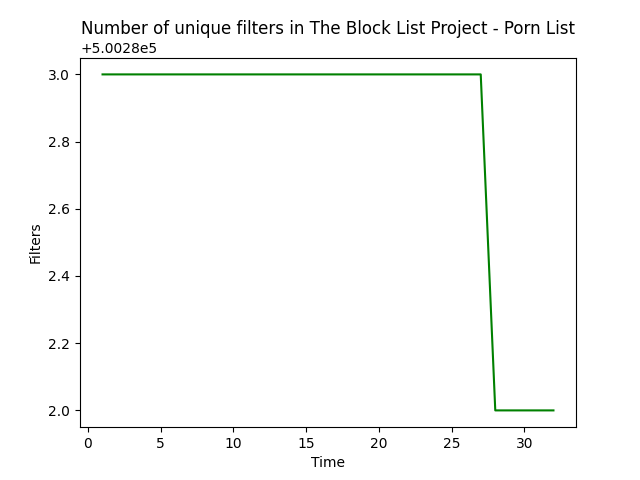 Number of unique filters in The Block List Project - Porn List
+5.0028e5
3.0
2.8
2.6
2.4
2.2
2.0
Filters
0 5 10 15 20 25 30
Time